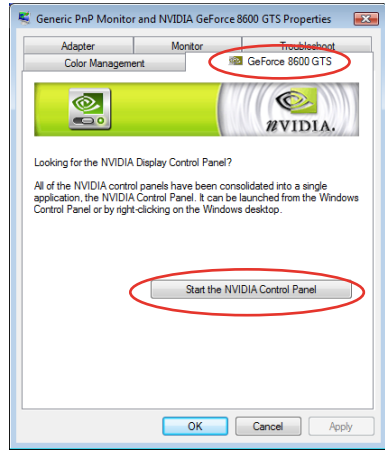 Generic PnP Monitor and NVIDIA GeForce 8600 GTS Properties
Adapter Monitor Troubleshoot
Color Management GeForce 8600 GTS
NVIDIA.
Looking for the NVIDIA Display Control Panel?
All of the NVIDIA control panels have been consolidated into a single
application, the NVIDIA Control Panel. It can be launched from the Windows
Control Panel or by right-clicking on the Windows desktop.
Start the NVIDIA Control Panel
OK Cancel Apply